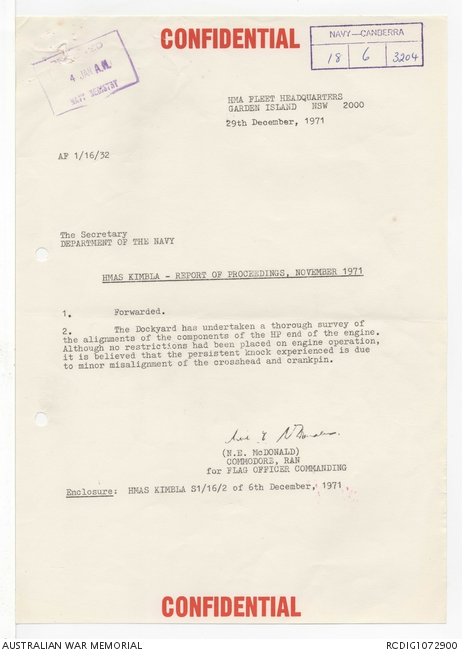 CONFIDENTIAL
NAVY—CANBERRA
18 6 3204
4 JAN A.M.
NAVY REGISTRY
HMA FLEET HEADQUARTERS
GARDEN ISLAND NSW 2000
29th December, 1971
AF 1/16/32
The Secretary
DEPARTMENT OF THE NAVY
HMAS KIMBLA - REPORT OF PROCEEDINGS, NOVEMBER 1971
1. Forwarded.
2. The Dockyard has undertaken a thorough survey of
the alignments of the components of the HP end of the engine.
Although no restrictions had been placed on engine operation,
it is believed that the persistent knock experienced is due
to minor misalignment of the crosshead and crankpin.
(N.E. McDONALD)
COMMODORE, RAN
for FLAG OFFICER COMMANDING
Enclosure: HMAS KIMBLA S1/16/2 of 6th December, 1971
CONFIDENTIAL
AUSTRALIAN WAR MEMORIAL
RCDIG1072900